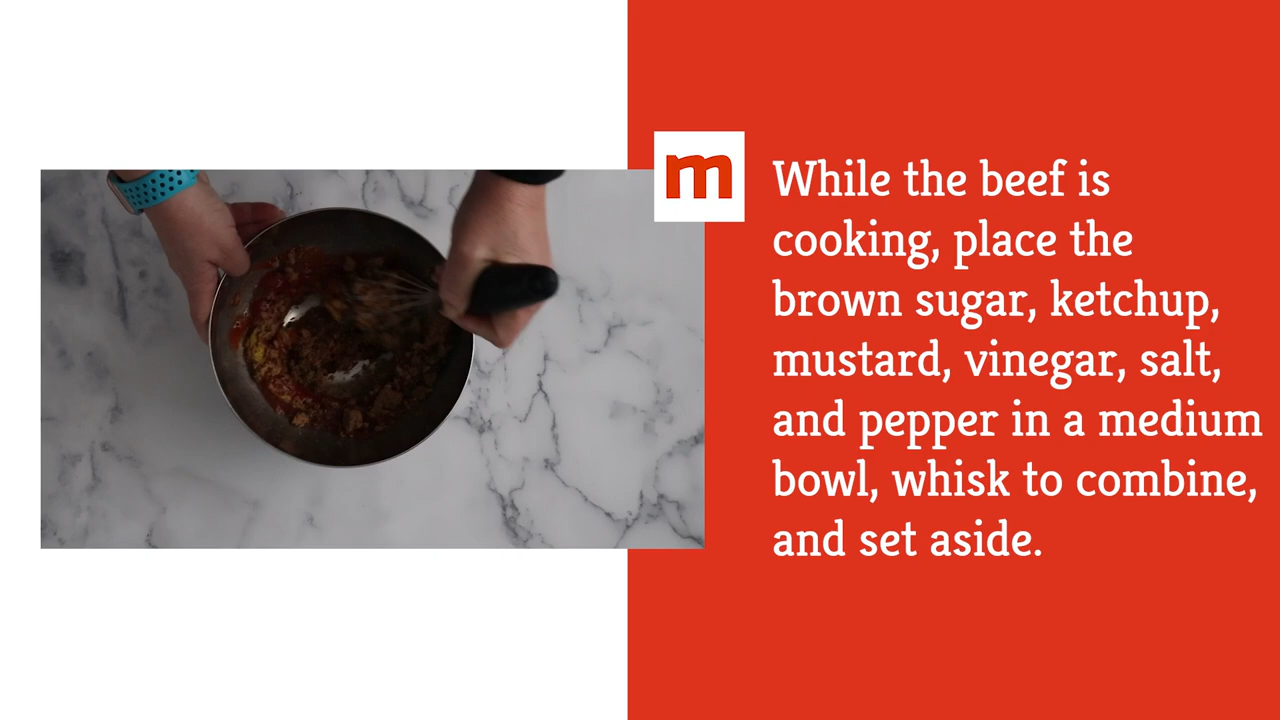 m
While the beef is
cooking, place the
brown sugar, ketchup,
mustard, vinegar, salt,
and pepper in a medium
bowl, whisk to combine,
and set aside.